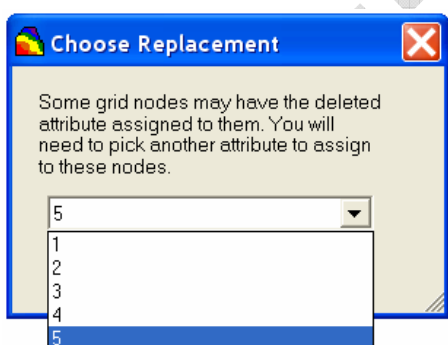 Choose Replacement
Some grid nodes may have the deleted
attribute assigned to them. You will
need to pick another attribute to assign
to these nodes.
5
1
2
3
4
5